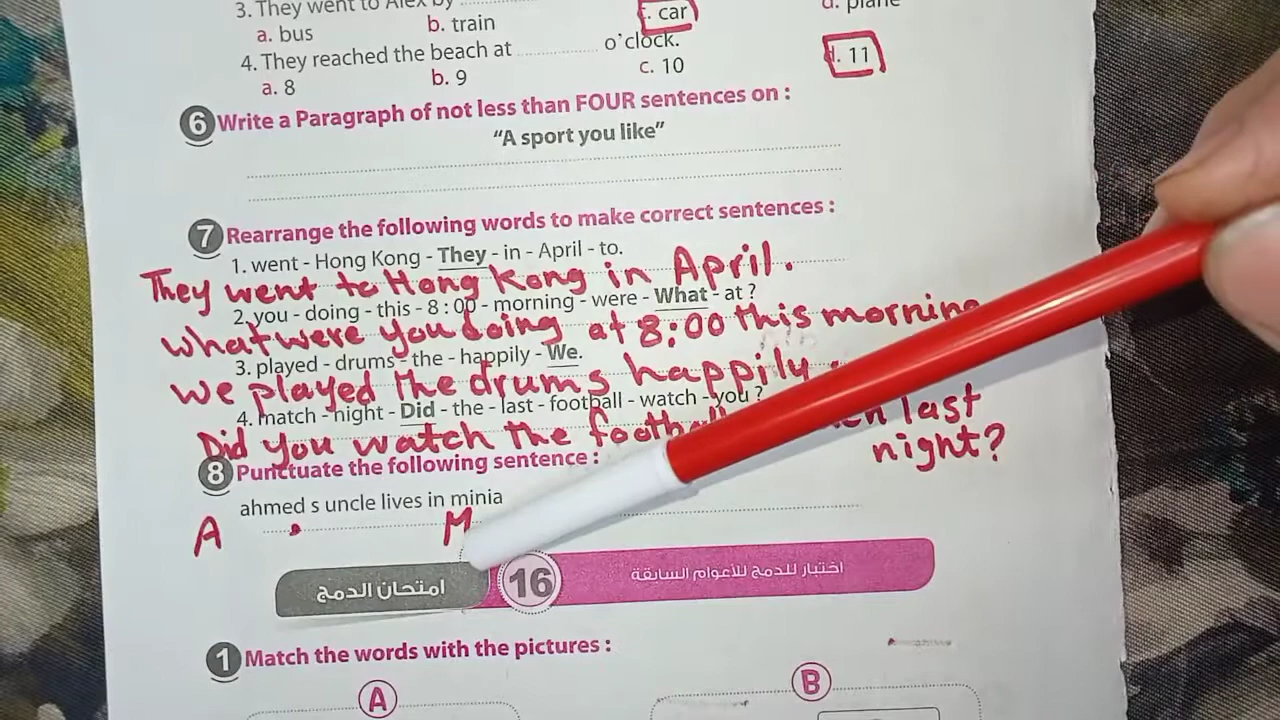 3. They went to Alex by
a. bus b. train c. car d. plane
4. They reached the beach at ............ o'clock.
a. 8 b. 9 c. 10 d. 11
6 Write a Paragraph of not less than FOUR sentences on :
“A sport you like”
7 Rearrange the following words to make correct sentences :
1. went - Hong Kong - They - in - April - to.
They went to Hong Kong in April.
2. you - doing - this - 8 : 00 - morning - were - What - at ?
What were you doing at 8:00 this morning
3. played - drums - the - happily - We.
We played the drums happily.
4. match - night - Did - the - last - football - watch - you ?
Did you watch the football last
night?
8 Punctuate the following sentence :
ahmed s uncle lives in minia
A , M
امتحان الدمج 16 اختبار للدمج للأعوام السابقة
1 Match the words with the pictures :
A B